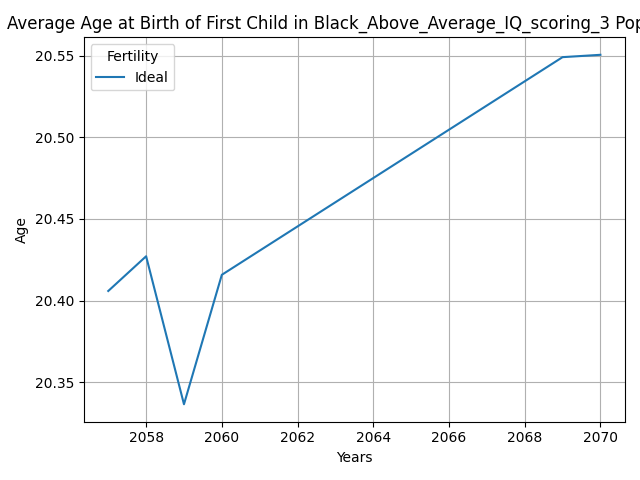 Average Age at Birth of First Child in Black_Above_Average_IQ_scoring_3 Pop
Fertility
Ideal
20.55
20.50
20.45
20.40
20.35
Age
2058 2060 2062 2064 2066 2068 2070
Years